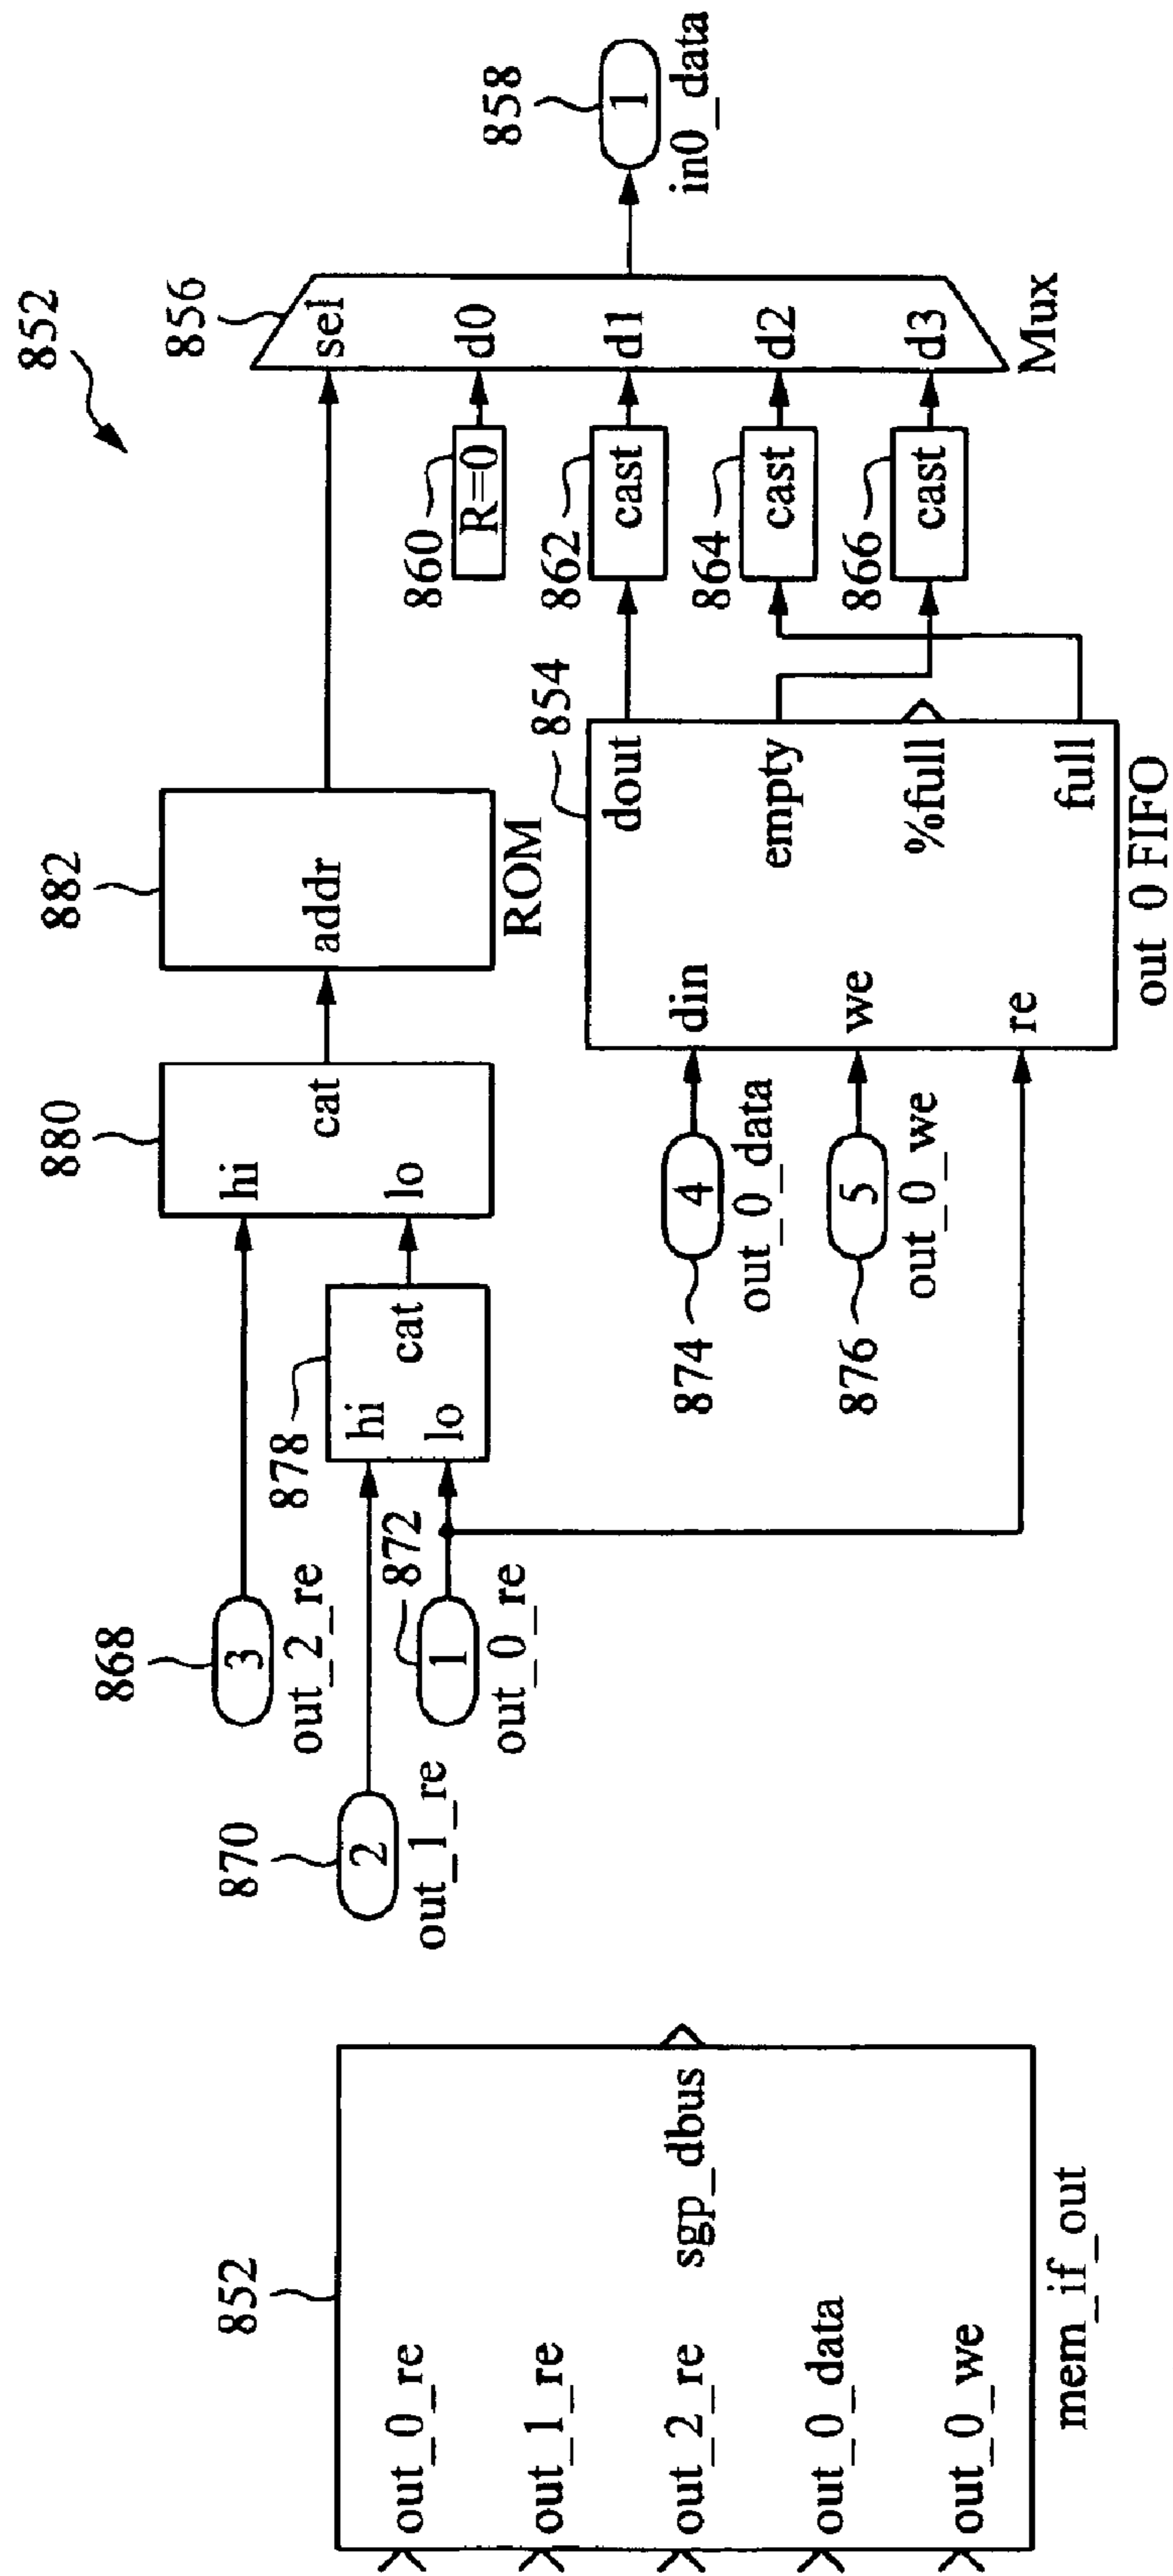 852
out_0_re
out_1_re
out_2_re
out_0_data
out_0_we
sgp_dbus
mem_if_out
852
868
3
out_2_re
870
2
out_1_re
872
1
out_0_re
878
hi
lo
cat
880
hi
lo
cat
882
addr
ROM
874
4
out_0_data
876
5
out_0_we
854
din
we
re
dout
empty
%full
full
out_0 FIFO
860
R=0
862
cast
864
cast
866
cast
856
sel
d0
d1
d2
d3
Mux
858
1
in0_data